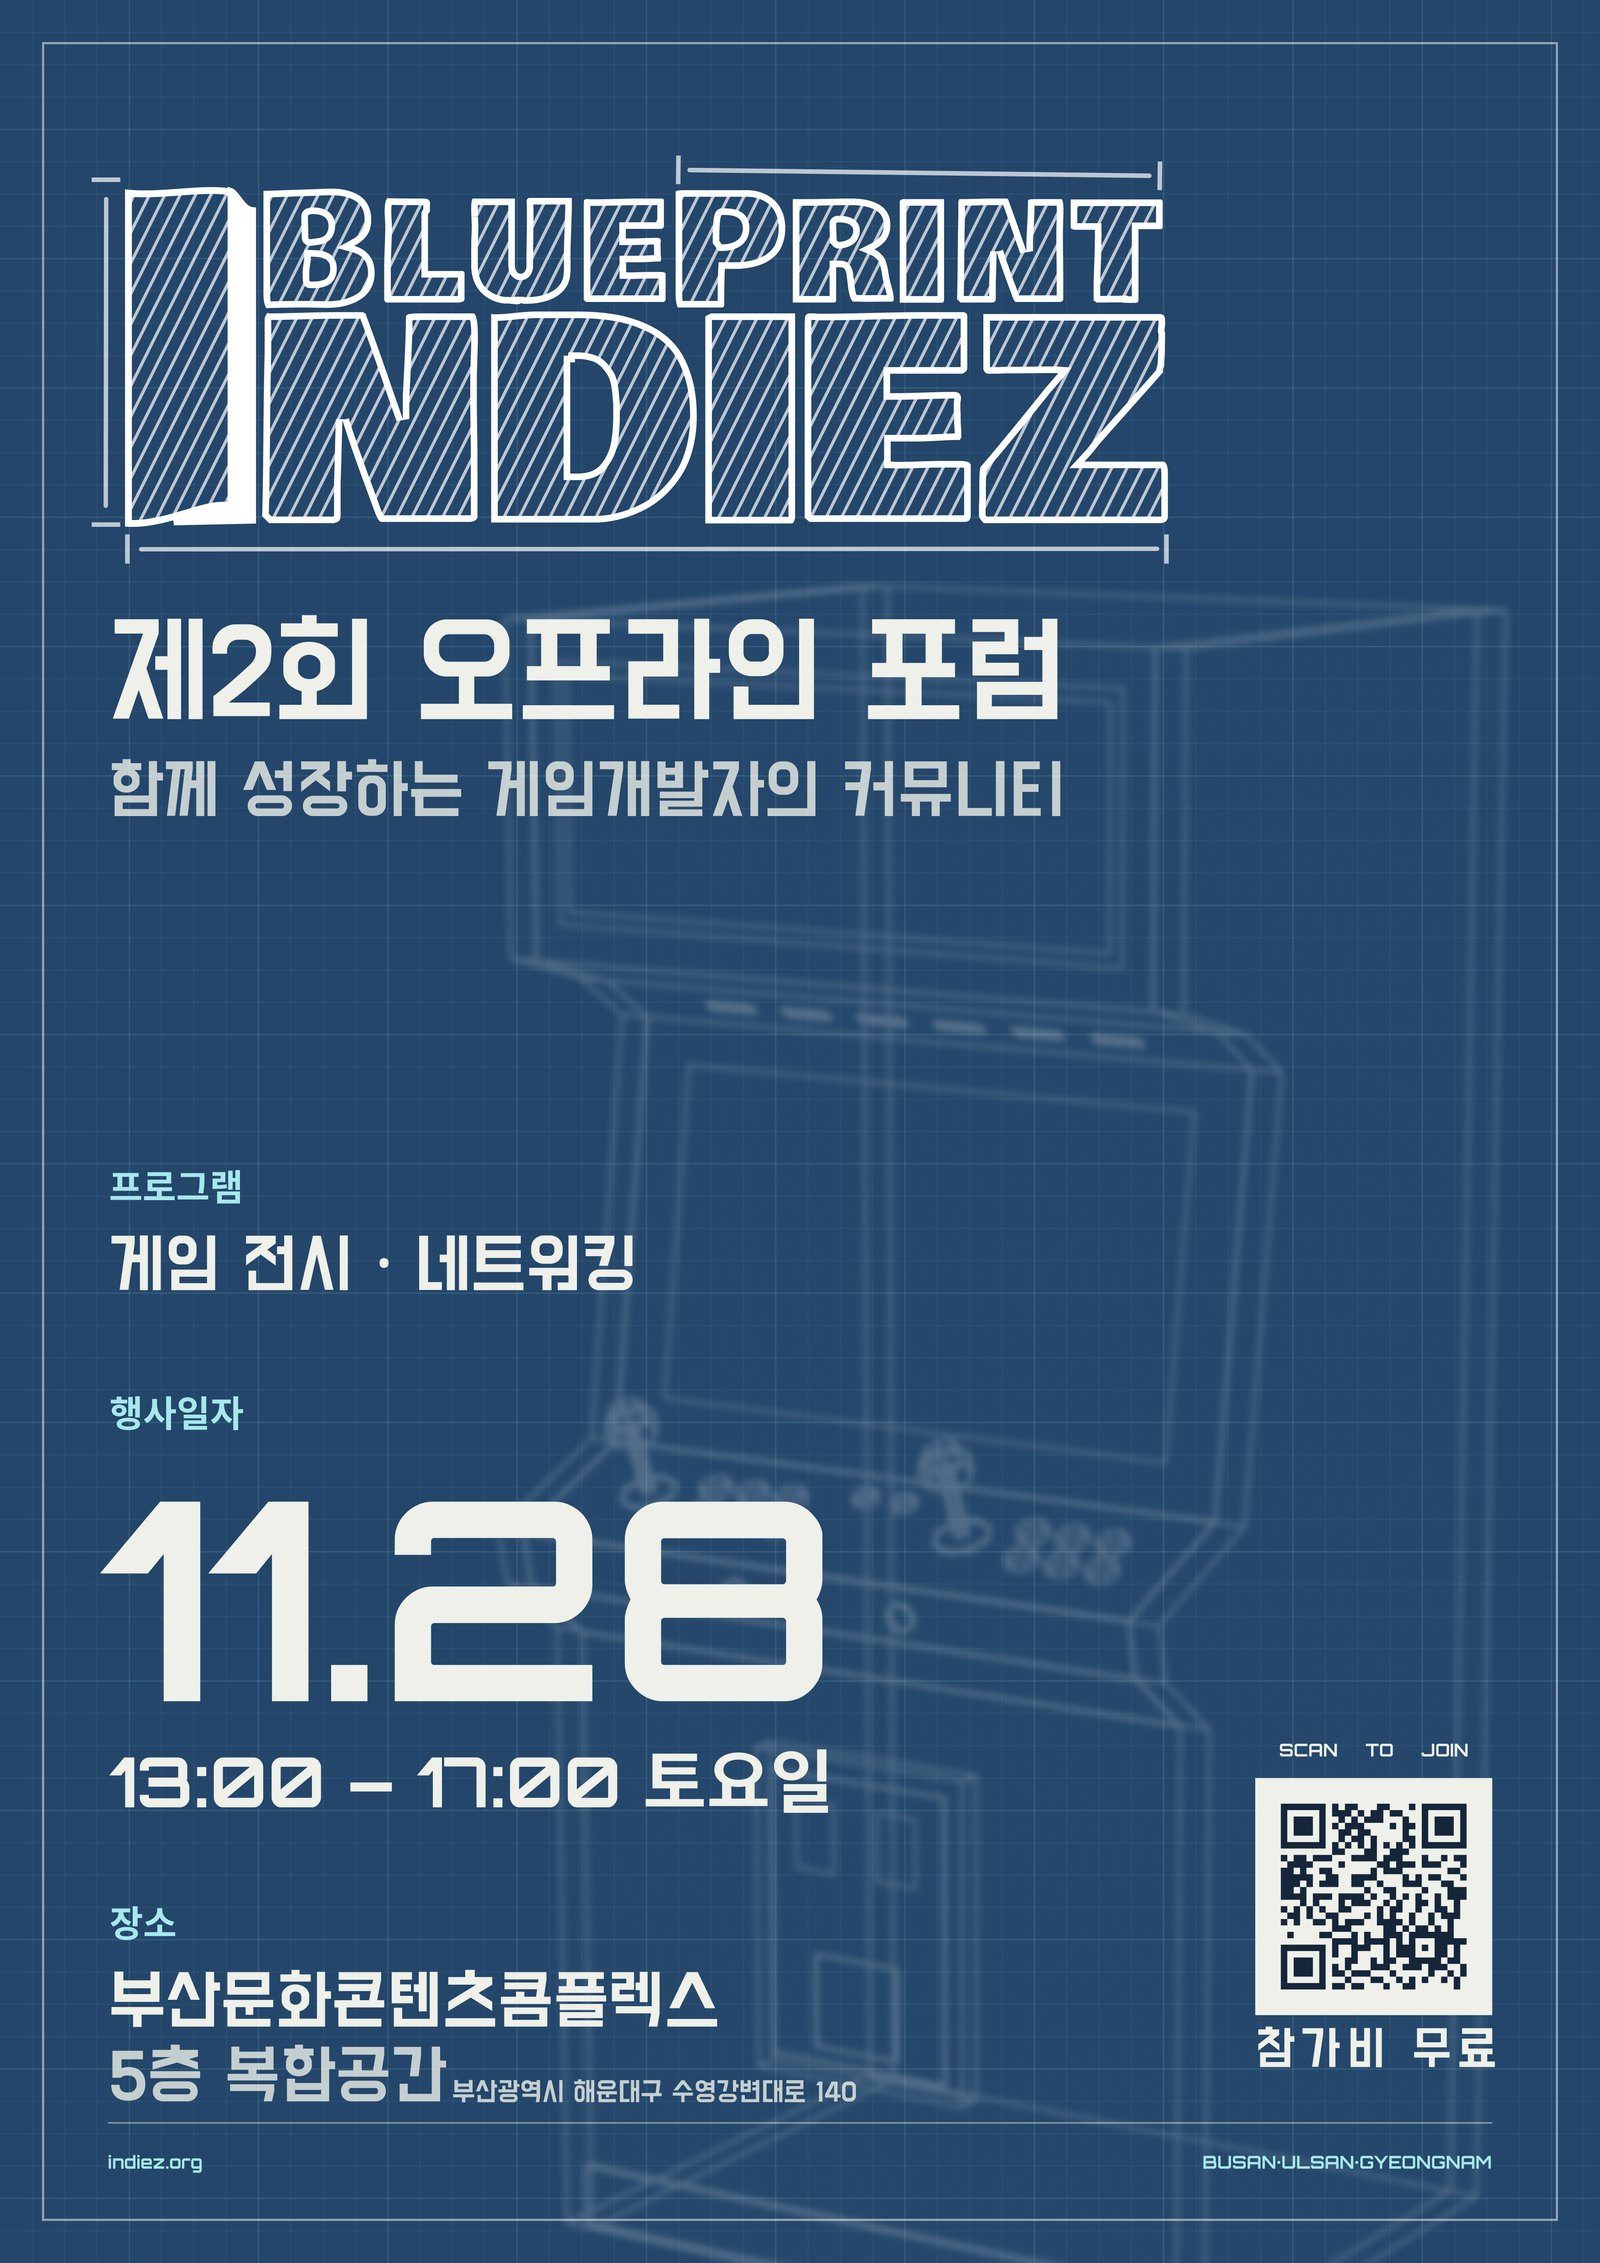 BLUEPRINT
INDIEZ
제2회 오프라인 포럼
함께 성장하는 게임개발자의 커뮤니티
프로그램
게임 전시 · 네트워킹
행사일자
11.28
13:00 – 17:00 토요일
장소
부산문화콘텐츠콤플렉스
5층 복합공간 부산광역시 해운대구 수영강변대로 140
SCAN TO JOIN
참가비 무료
indiez.org
BUSAN·ULSAN·GYEONGNAM